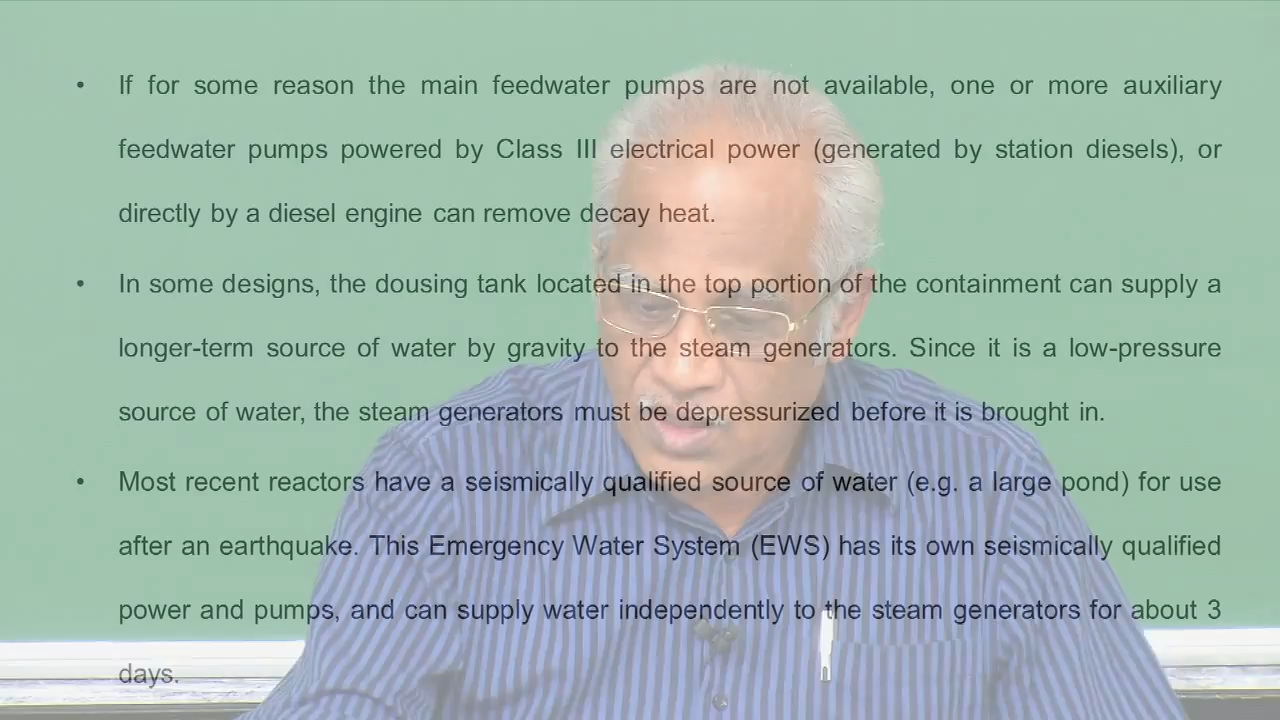 • If for some reason the main feedwater pumps are not available, one or more auxiliary
feedwater pumps powered by Class III electrical power (generated by station diesels), or
directly by a diesel engine can remove decay heat.
• In some designs, the dousing tank located in the top portion of the containment can supply a
longer-term source of water by gravity to the steam generators. Since it is a low-pressure
source of water, the steam generators must be depressurized before it is brought in.
• Most recent reactors have a seismically qualified source of water (e.g. a large pond) for use
after an earthquake. This Emergency Water System (EWS) has its own seismically qualified
power and pumps, and can supply water independently to the steam generators for about 3
days.